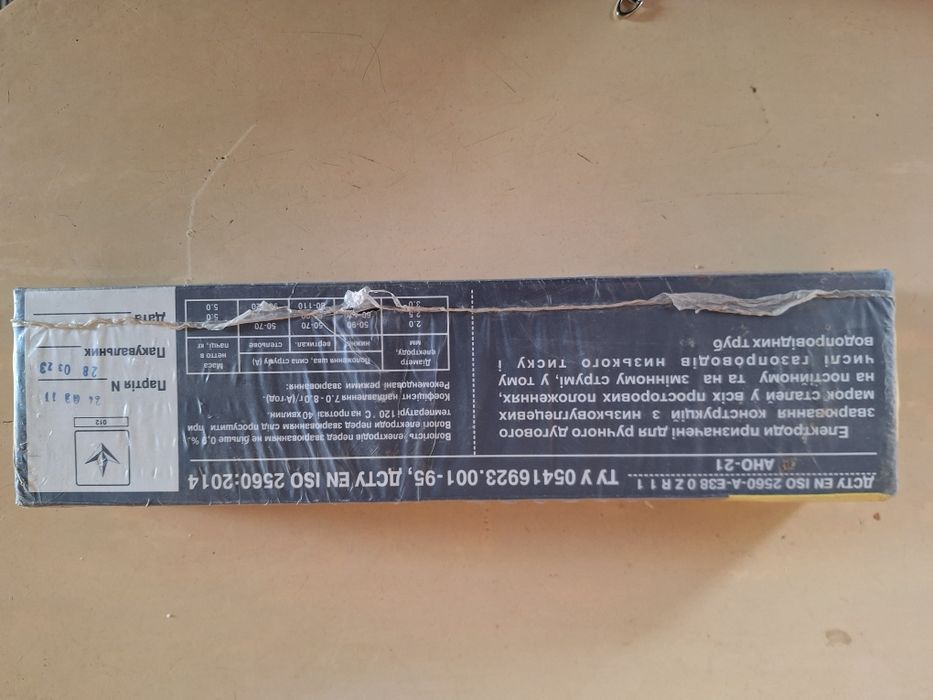 ДСТУ EN ISO 2560-A-E38 0 Z R 1 1
АНО-21
Електроди призначені для ручного дугового
зварювання конструкцій з низьковуглецевих
марок сталей у всіх просторових положеннях,
на постійному та на змінному струмі, у тому
числі газопроводів низького тиску і
водопровідних труб
ТУ У 05416923.001-95, ДСТУ EN ISO 2560:2014
Вологість електродів перед зварюванням не більше 0,9 %.
Вологі електроди перед зварюванням слід просушити при
температурі 120˚С на протязі 40 хвилин.
Коефіцієнт наплавлення 7.0 - 8.0 г/(А·год).
Рекомендовані режими зварювання:
Діаметр електроду, мм
Положення шва, сила струму (А)
Маса нетто в пачці, кг
нижнє вертикал. стельове
2.0 50-90 60-70 50-70
2.5 5.0
3.0 80-110 5.0
012
Партія N
Пакувальник 28 03 23
Дата